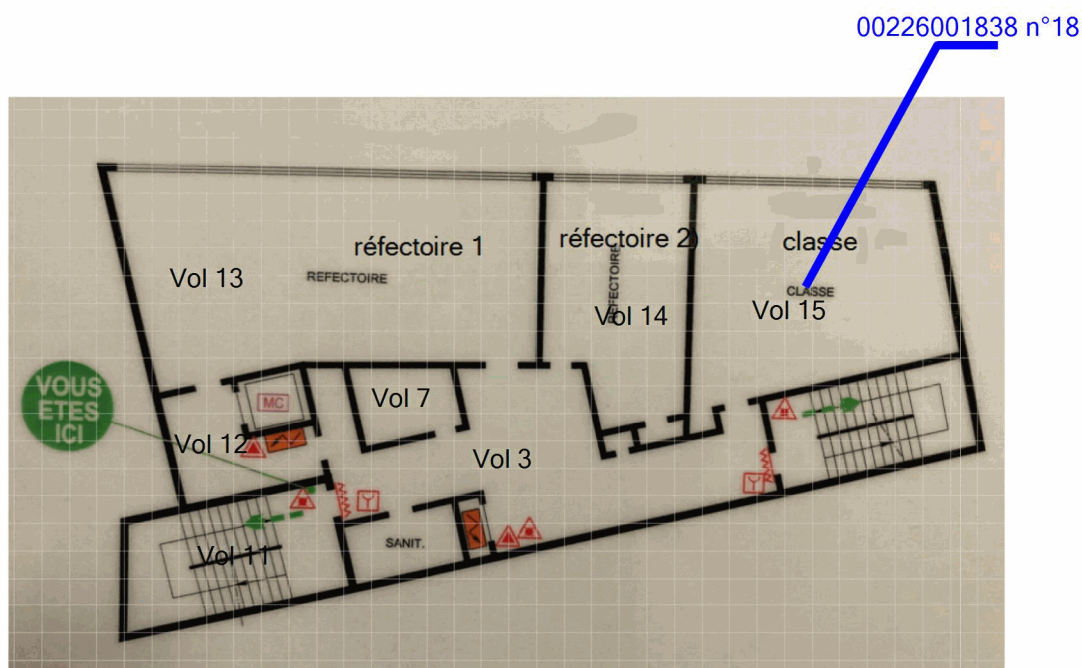 00226001838 n°18
réfectoire 1
réfectoire 2)
classe
Vol 13
REFECTOIRE
REFECTOIRE
CLASSE
Vol 14
Vol 15
VOUS
ETES
ICI
MC
Vol 7
Vol 12
Vol 3
Vol 11
SANIT.